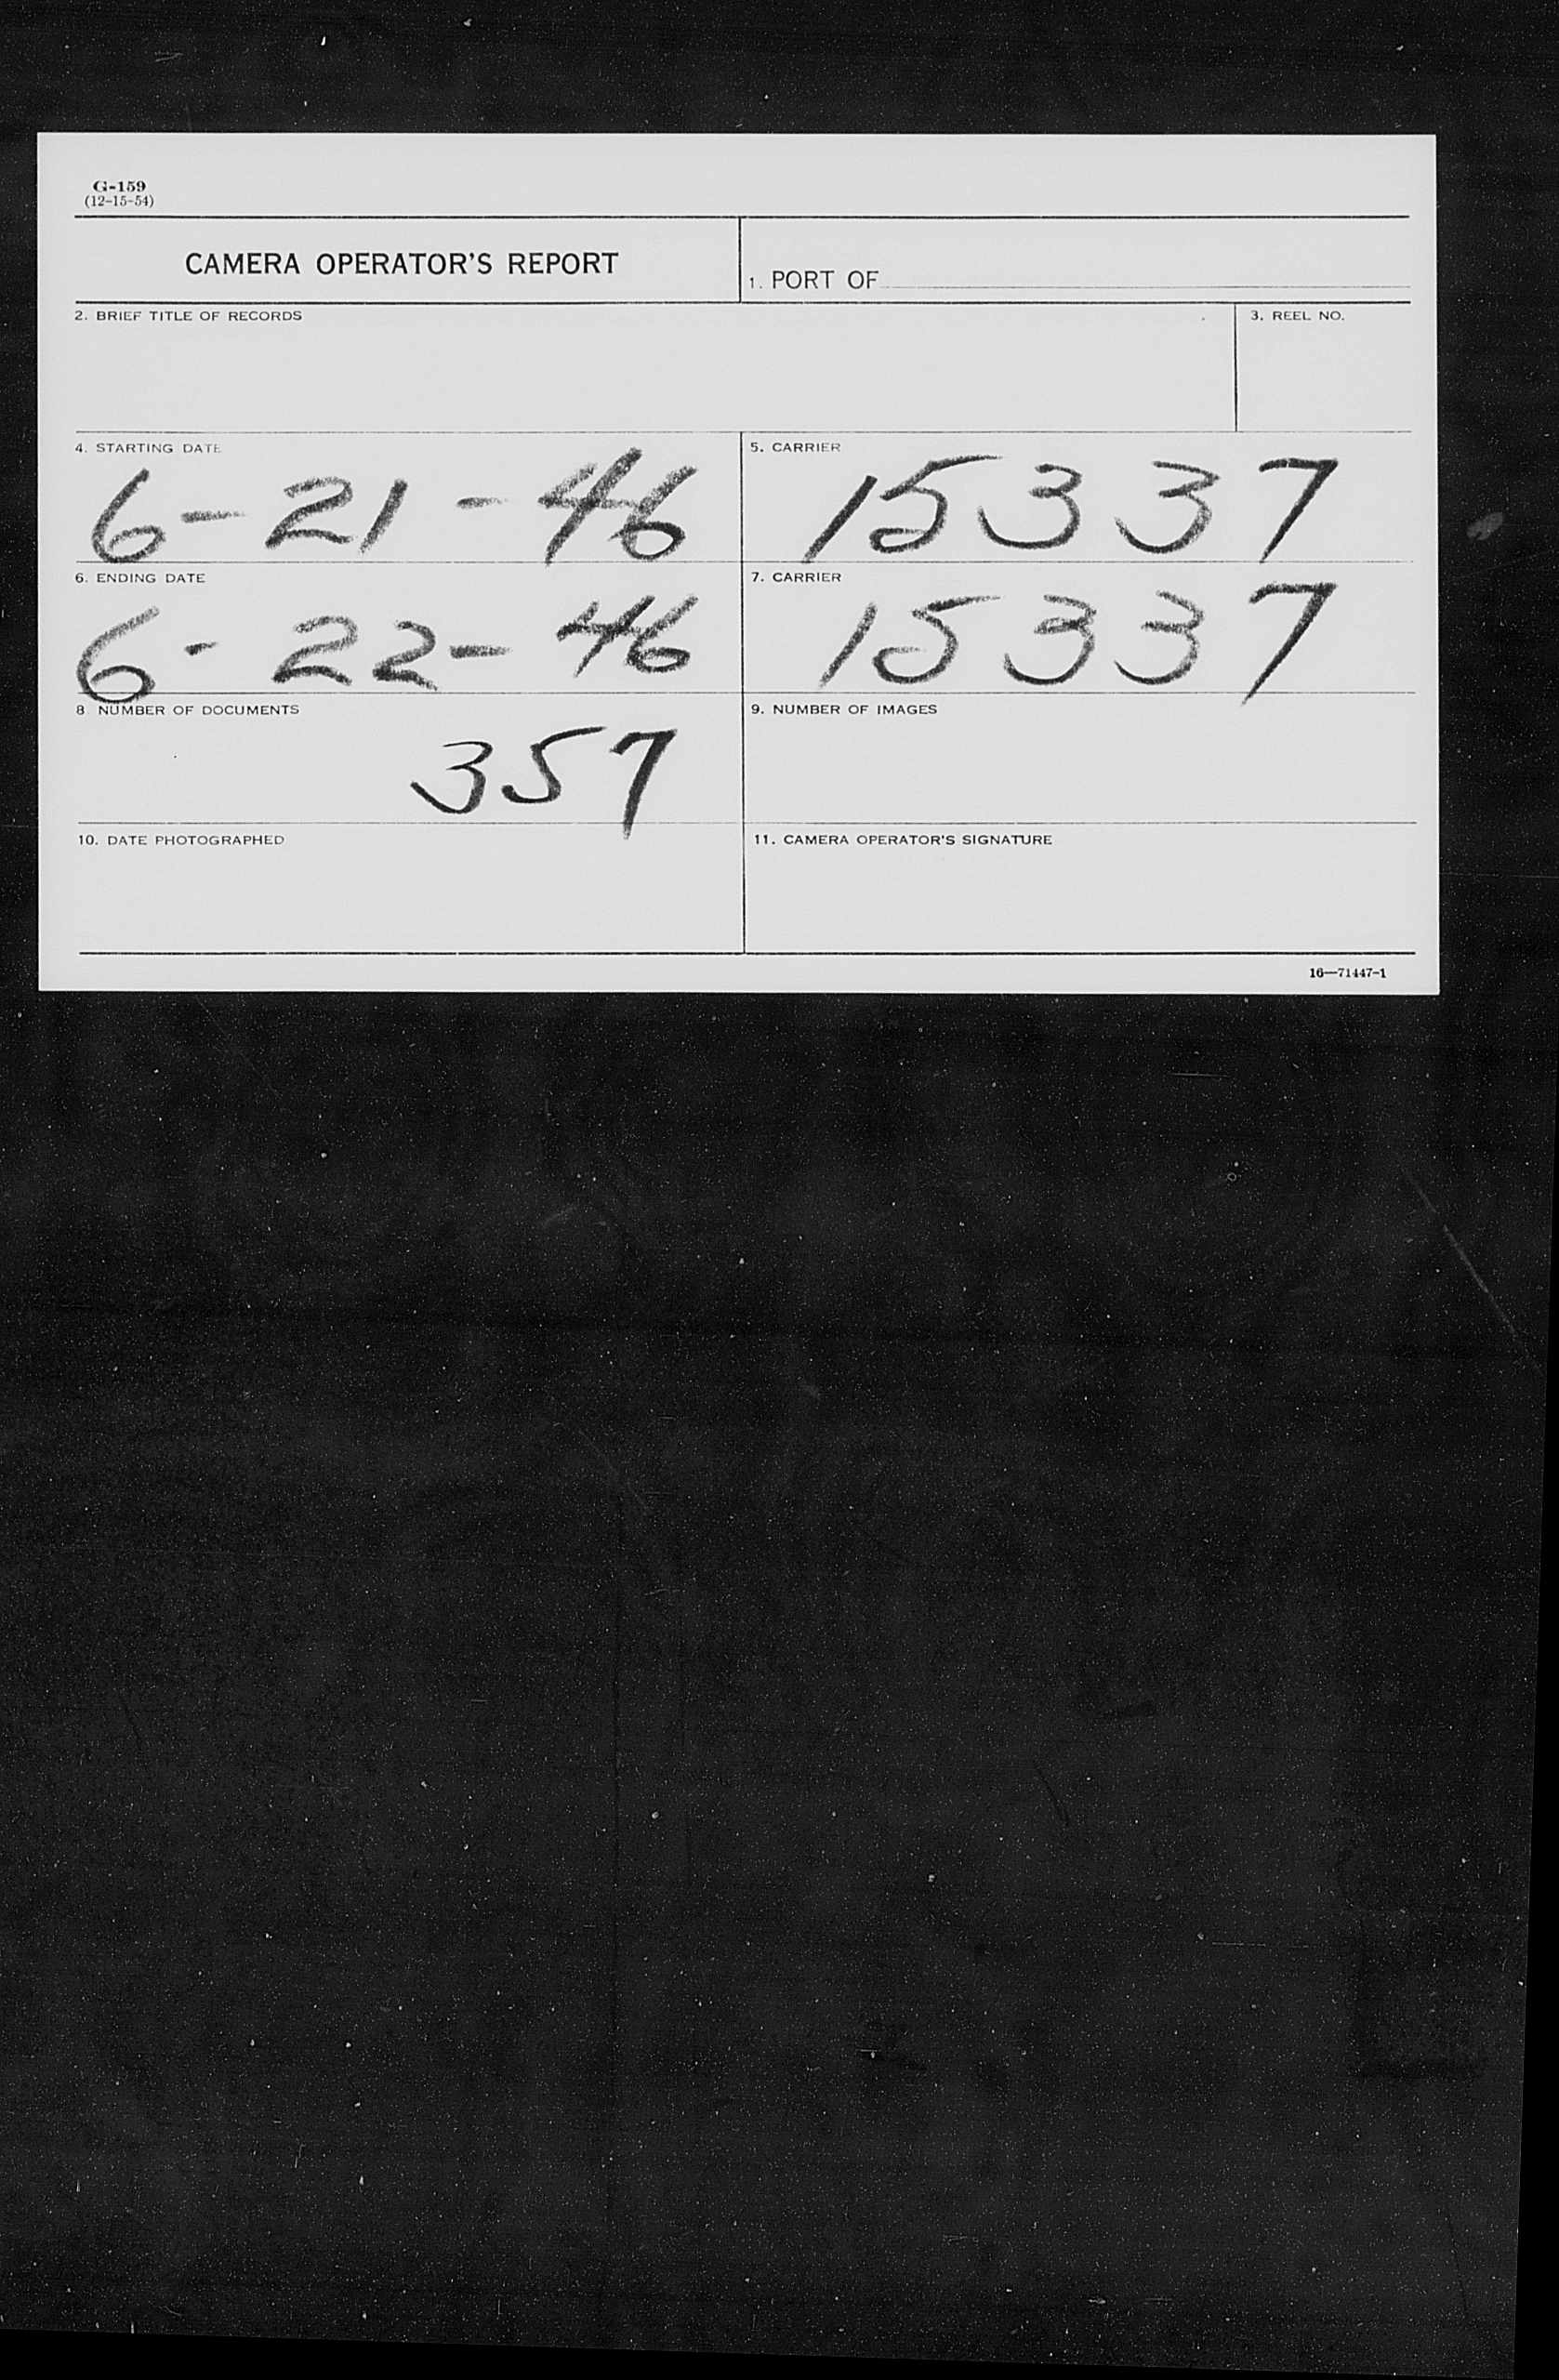 G-159
(12-15-54)
CAMERA OPERATOR'S REPORT
1. PORT OF
2. BRIEF TITLE OF RECORDS
3. REEL NO.
4. STARTING DATE
6-21-46
5. CARRIER
15337
6. ENDING DATE
6-22-46
7. CARRIER
15337
8 NUMBER OF DOCUMENTS
357
9. NUMBER OF IMAGES
10. DATE PHOTOGRAPHED
11. CAMERA OPERATOR'S SIGNATURE
16—71447-1